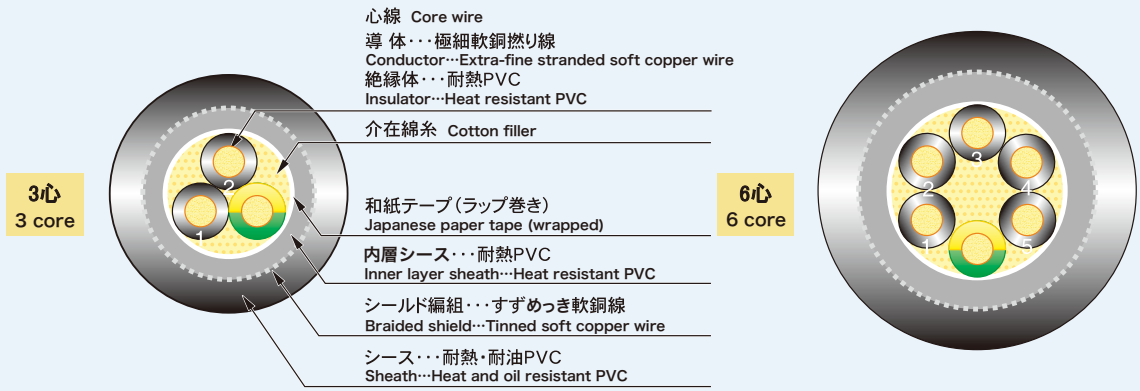 3心
3 core
2
1
心線 Core wire
導 体･･･極細軟銅撚り線
Conductor…Extra-fine stranded soft copper wire
絶縁体･･･耐熱PVC
Insulator…Heat resistant PVC
介在綿糸 Cotton filler
和紙テープ（ラップ巻き）
Japanese paper tape (wrapped)
内層シース･･･耐熱PVC
Inner layer sheath…Heat resistant PVC
シールド編組･･･すずめっき軟銅線
Braided shield…Tinned soft copper wire
シース･･･耐熱･耐油PVC
Sheath…Heat and oil resistant PVC
6心
6 core
3
2
4
1
5